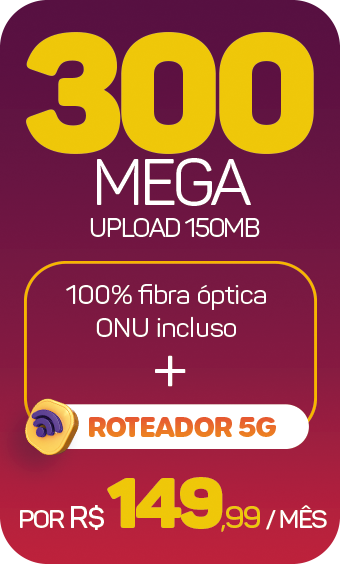 300
MEGA
UPLOAD 150MB
100% fibra óptica
ONU incluso
+
ROTEADOR 5G
POR R$ 149,99 / MÊS